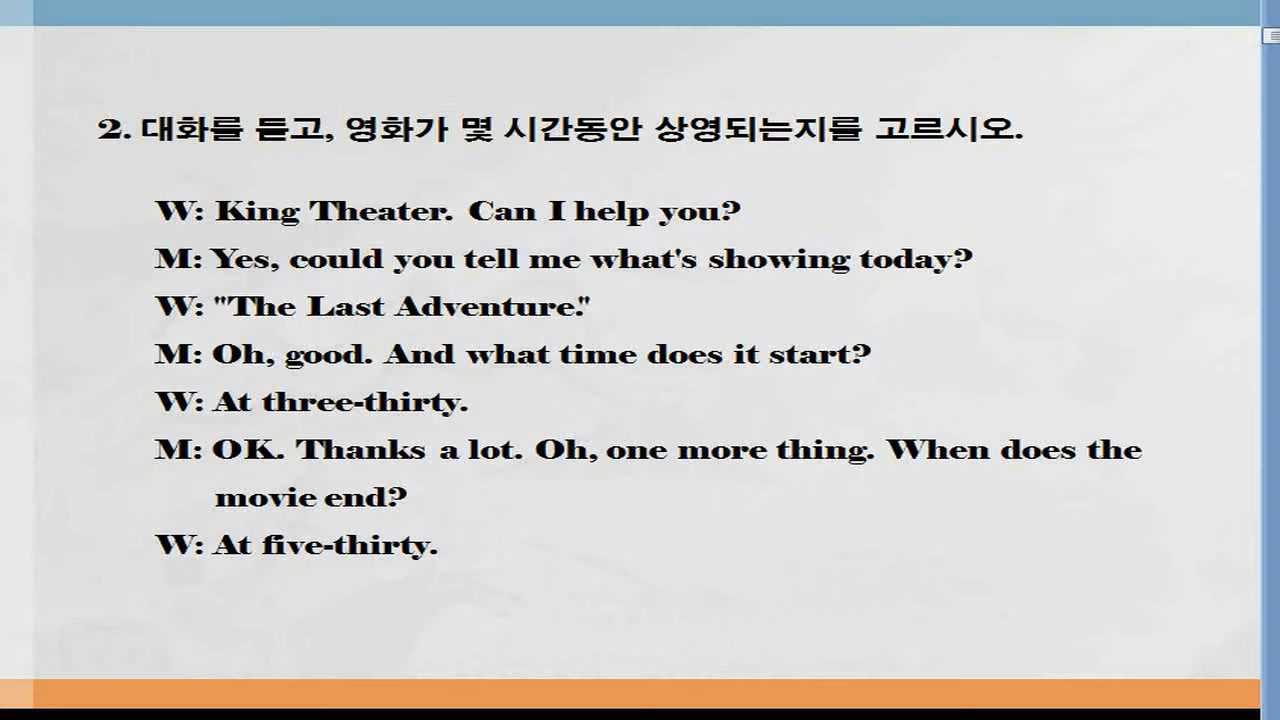 2. 대화를 듣고, 영화가 몇 시간동안 상영되는지를 고르시오.
W: King Theater. Can I help you?
M: Yes, could you tell me what's showing today?
W: "The Last Adventure."
M: Oh, good. And what time does it start?
W: At three-thirty.
M: OK. Thanks a lot. Oh, one more thing. When does the
movie end?
W: At five-thirty.